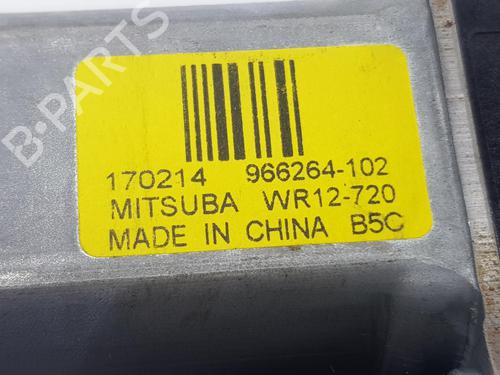 B-PARTS
170214 966264-102
MITSUBA WR12-720
MADE IN CHINA B5C